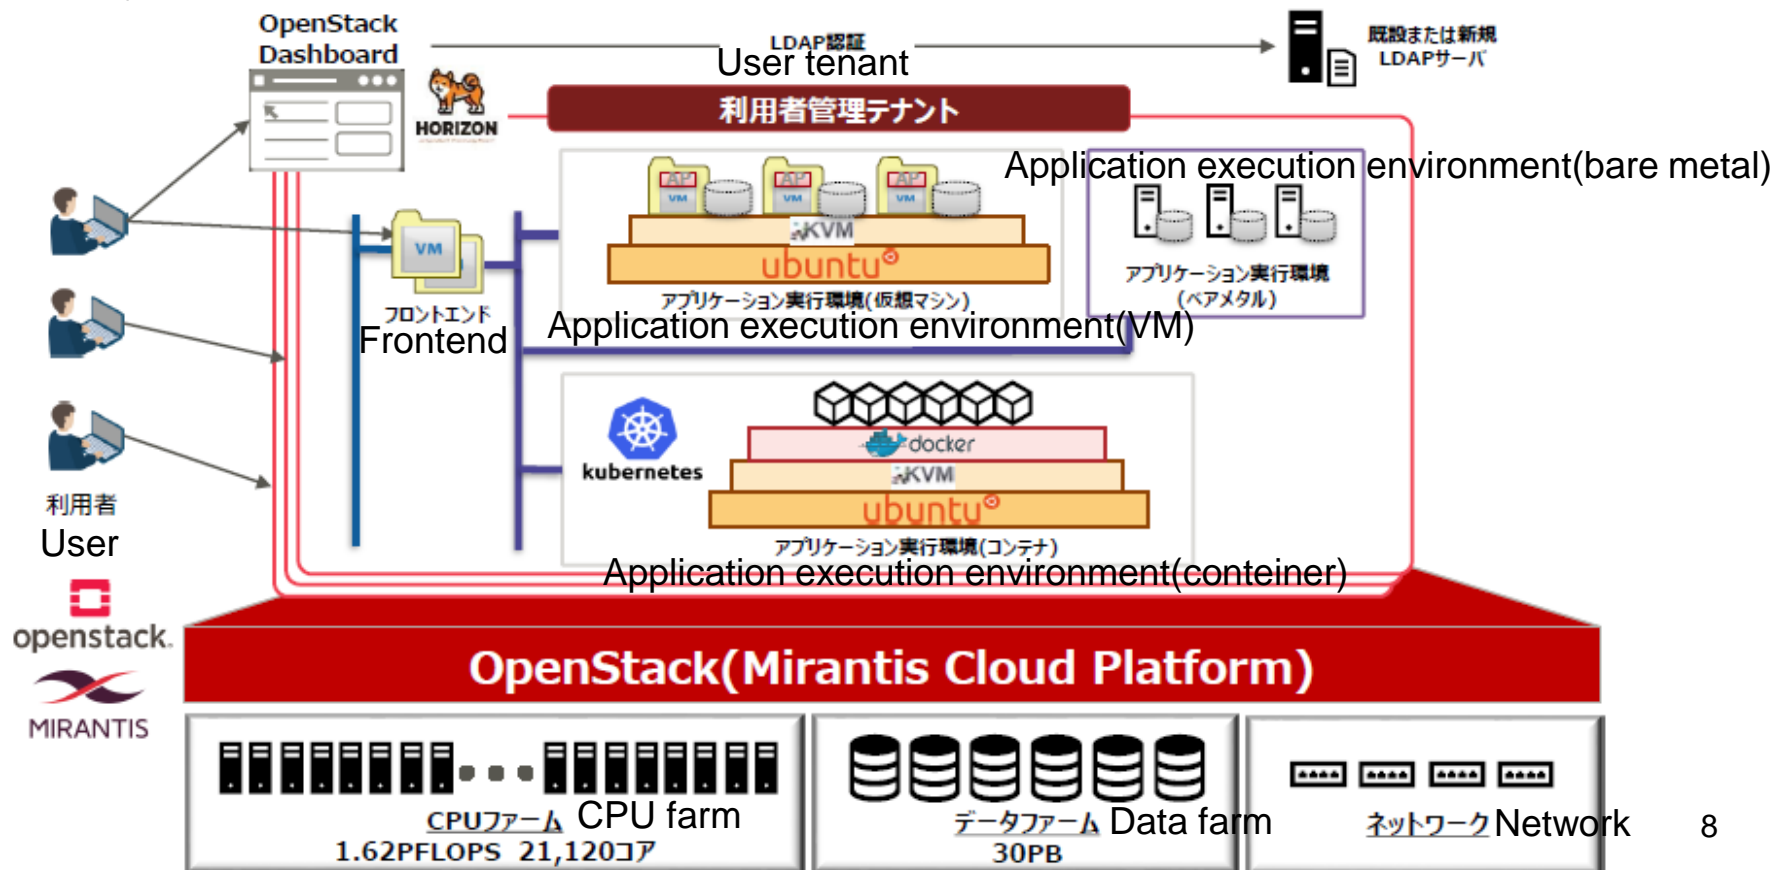 OpenStack
Dashboard
LDAP認証
User tenant
既設または新規
LDAPサーバ
HORIZON
利用者管理テナント
Application execution environment(bare metal)
AP
VM
AP
VM
AP
VM
KVM
ubuntu
アプリケーション実行環境(仮想マシン)
アプリケーション実行環境
(ベアメタル)
VM
フロントエンド
Frontend
Application execution environment(VM)
kubernetes
docker
KVM
ubuntu
アプリケーション実行環境(コンテナ)
Application execution environment(conteiner)
利用者
User
openstack.
MIRANTIS
OpenStack(Mirantis Cloud Platform)
CPUファーム CPU farm
1.62PFLOPS 21,120コア
データファーム Data farm
30PB
ネットワーク Network
8